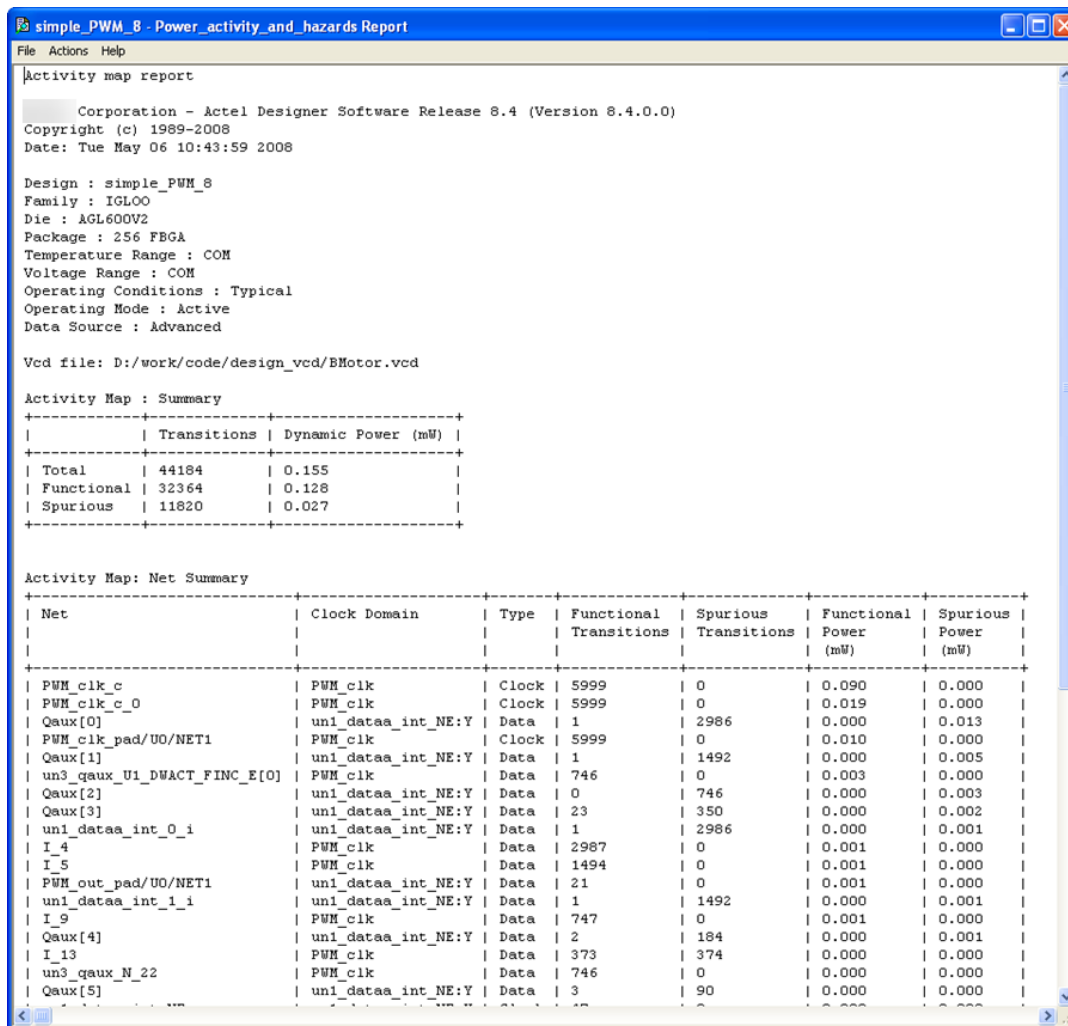 simple_PWM_8 - Power_activity_and_hazards Report
File Actions Help
Activity map report
Corporation - Actel Designer Software Release 8.4 (Version 8.4.0.0)
Copyright (c) 1989-2008
Date: Tue May 06 10:43:59 2008
Design : simple_PWM_8
Family : IGLOO
Die : AGL600V2
Package : 256 FBGA
Temperature Range : COM
Voltage Range : COM
Operating Conditions : Typical
Operating Mode : Active
Data Source : Advanced
Vcd file: D:/work/code/design_vcd/BMotor.vcd
Activity Map : Summary
+------------+-------------+--------------------+
| | Transitions | Dynamic Power (mW) |
+------------+-------------+--------------------+
| Total | 44184 | 0.155 |
| Functional | 32364 | 0.128 |
| Spurious | 11820 | 0.027 |
+------------+-------------+--------------------+
Activity Map: Net Summary
+-----------------------------+--------------------+-------+-------------+-------------+------------+----------+
| Net | Clock Domain | Type | Functional | Spurious | Functional | Spurious |
| | | | Transitions | Transitions | Power | Power |
| | | | | | (mW) | (mW) |
+-----------------------------+--------------------+-------+-------------+-------------+------------+----------+
| PWM_clk_c | PWM_clk | Clock | 5999 | 0 | 0.090 | 0.000 |
| PWM_clk_c_0 | PWM_clk | Clock | 5999 | 0 | 0.019 | 0.000 |
| Qaux[0] | un1_dataa_int_NE:Y | Data | 1 | 2986 | 0.000 | 0.013 |
| PWM_clk_pad/U0/NET1 | PWM_clk | Clock | 5999 | 0 | 0.010 | 0.000 |
| Qaux[1] | un1_dataa_int_NE:Y | Data | 1 | 1492 | 0.000 | 0.005 |
| un3_qaux_U1_DWACT_FINC_E[0] | PWM_clk | Data | 746 | 0 | 0.003 | 0.000 |
| Qaux[2] | un1_dataa_int_NE:Y | Data | 0 | 746 | 0.000 | 0.003 |
| Qaux[3] | un1_dataa_int_NE:Y | Data | 23 | 350 | 0.000 | 0.002 |
| un1_dataa_int_0_i | un1_dataa_int_NE:Y | Data | 1 | 2986 | 0.000 | 0.001 |
| I_4 | PWM_clk | Data | 2987 | 0 | 0.001 | 0.000 |
| I_5 | PWM_clk | Data | 1494 | 0 | 0.001 | 0.000 |
| PWM_out_pad/U0/NET1 | un1_dataa_int_NE:Y | Data | 21 | 0 | 0.001 | 0.000 |
| un1_dataa_int_1_i | un1_dataa_int_NE:Y | Data | 1 | 1492 | 0.000 | 0.001 |
| I_9 | PWM_clk | Data | 747 | 0 | 0.001 | 0.000 |
| Qaux[4] | un1_dataa_int_NE:Y | Data | 2 | 184 | 0.000 | 0.001 |
| I_13 | PWM_clk | Data | 373 | 374 | 0.000 | 0.000 |
| un3_qaux_N_22 | PWM_clk | Data | 746 | 0 | 0.000 | 0.000 |
| Qaux[5] | un1_dataa_int_NE:Y | Data | 3 | 90 | 0.000 | 0.000 |